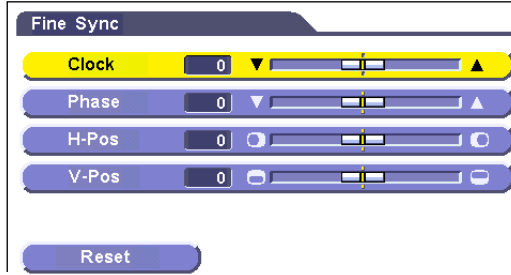 Fine Sync
Clock 0
Phase 0
H-Pos 0
V-Pos 0
Reset